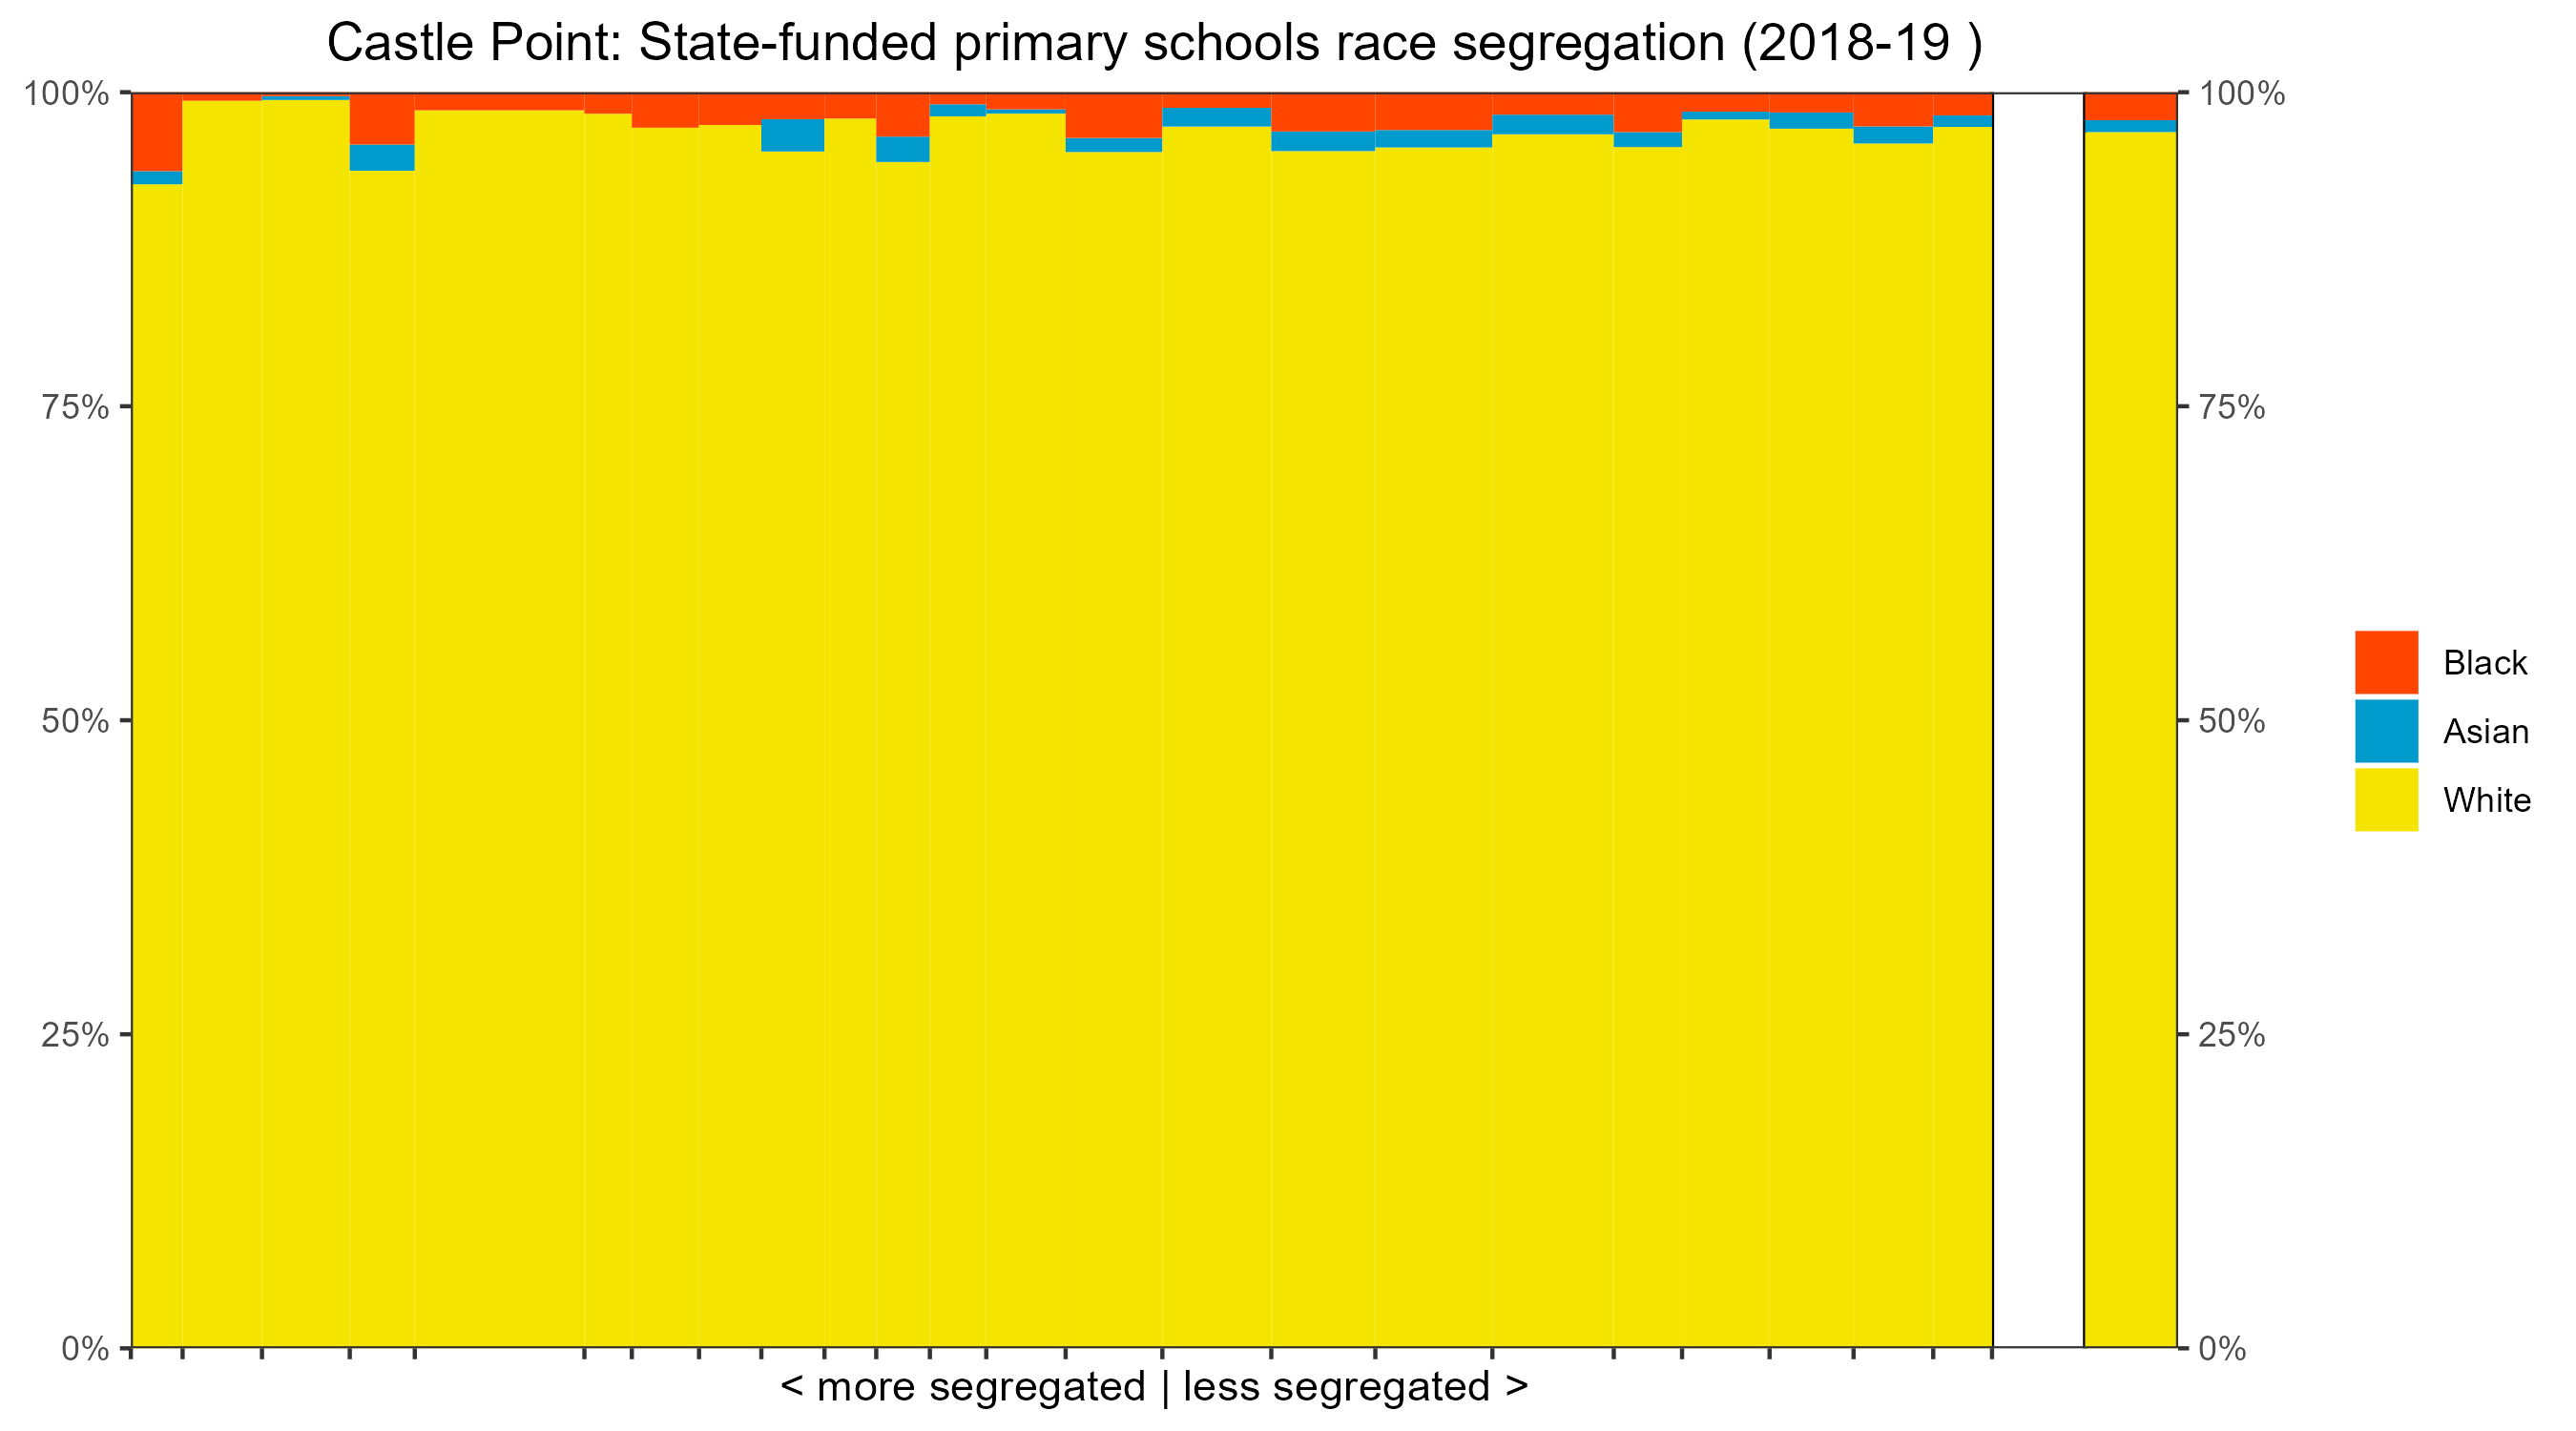 Castle Point: State-funded primary schools race segregation (2018-19 )
100%
75%
50%
25%
0%
100%
75%
50%
25%
0%
Black
Asian
White
< more segregated | less segregated >